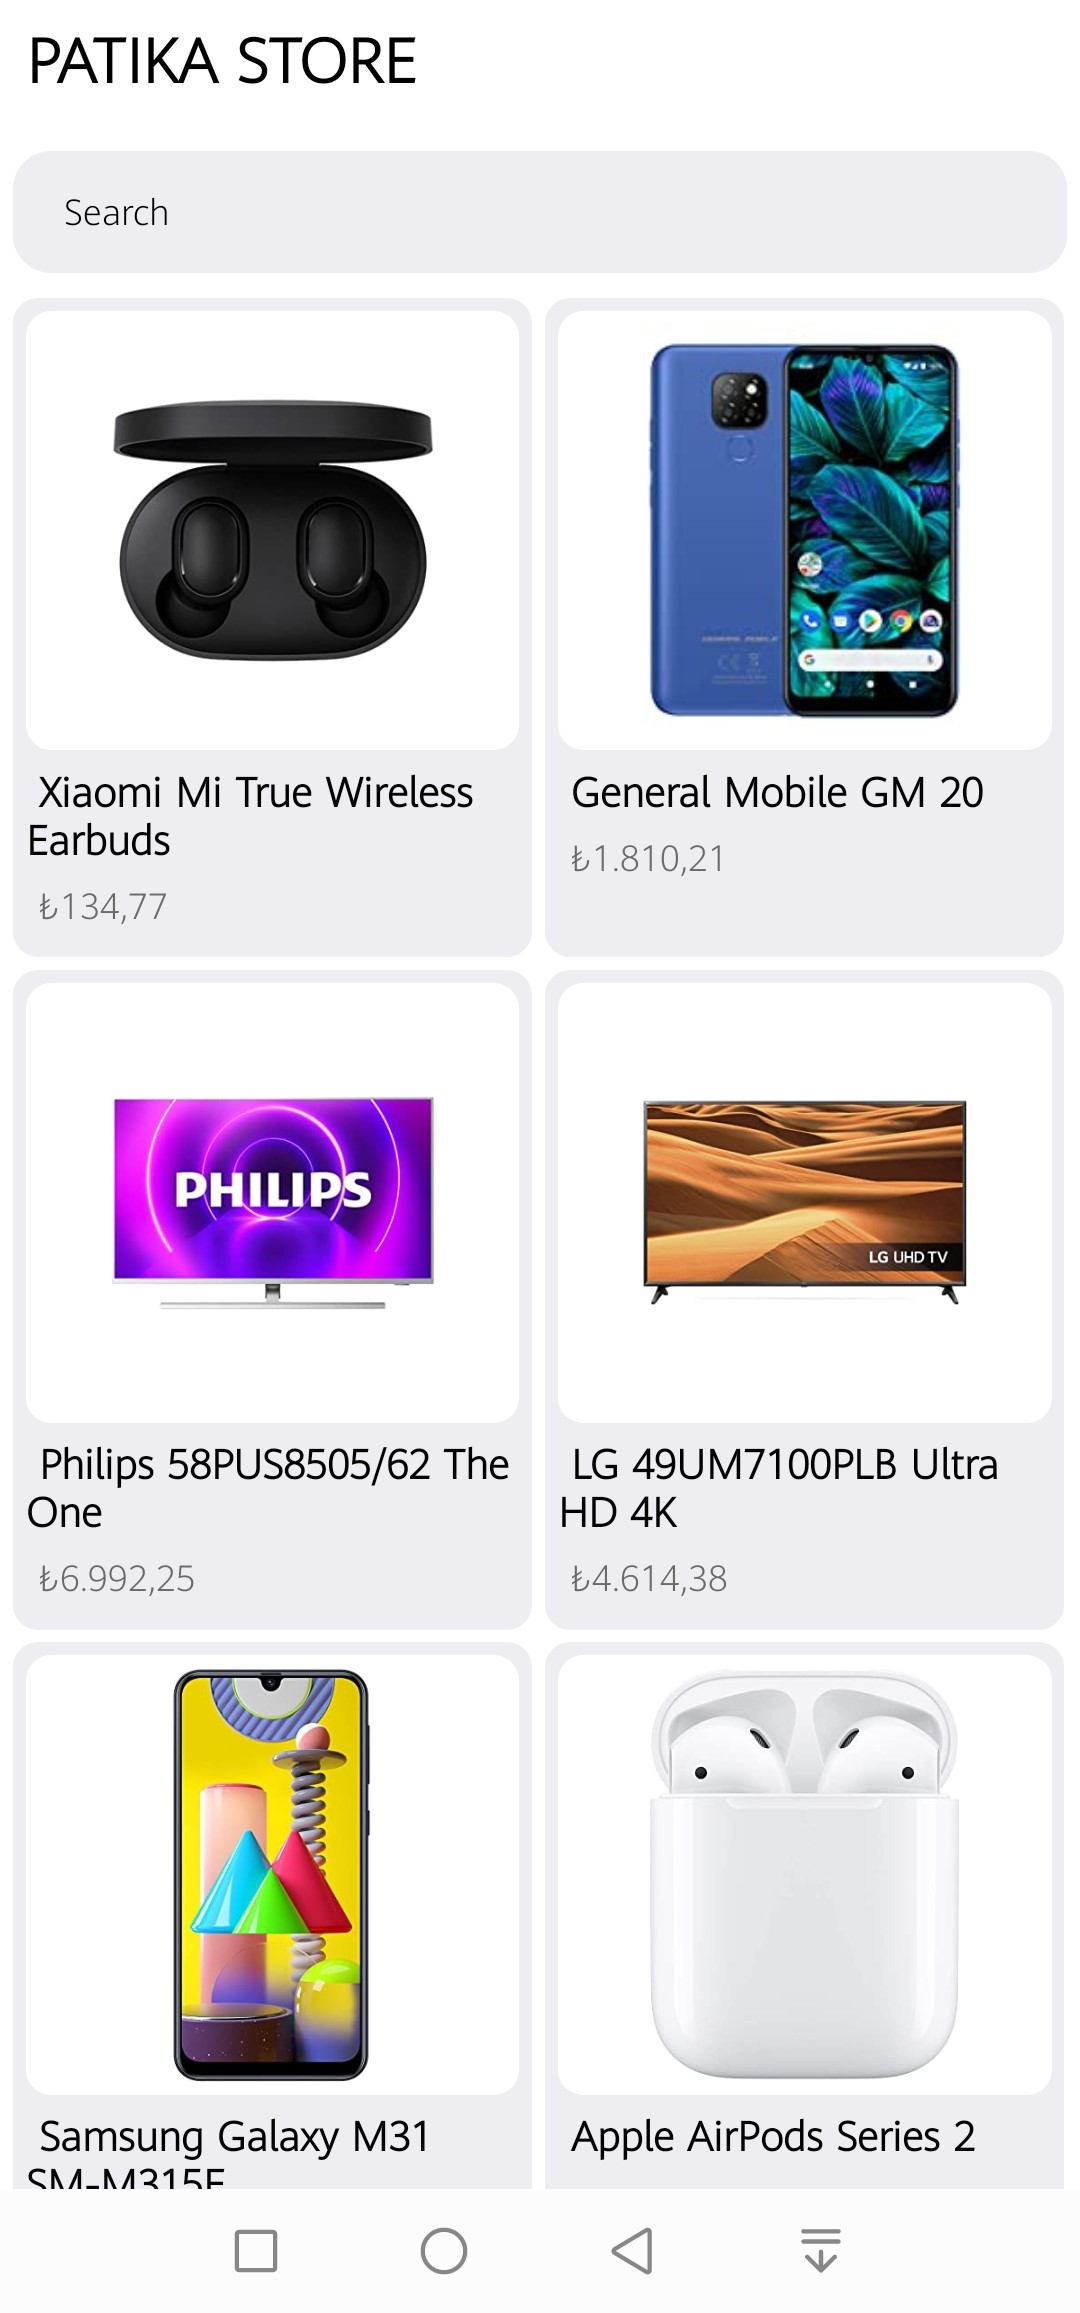 PATIKA STORE
Search
Xiaomi Mi True Wireless
Earbuds
₺134,77
General Mobile GM 20
₺1.810,21
PHILIPS
Philips 58PUS8505/62 The
One
₺6.992,25
LG UHD TV
LG 49UM7100PLB Ultra
HD 4K
₺4.614,38
Samsung Galaxy M31
SM-M315F
Apple AirPods Series 2